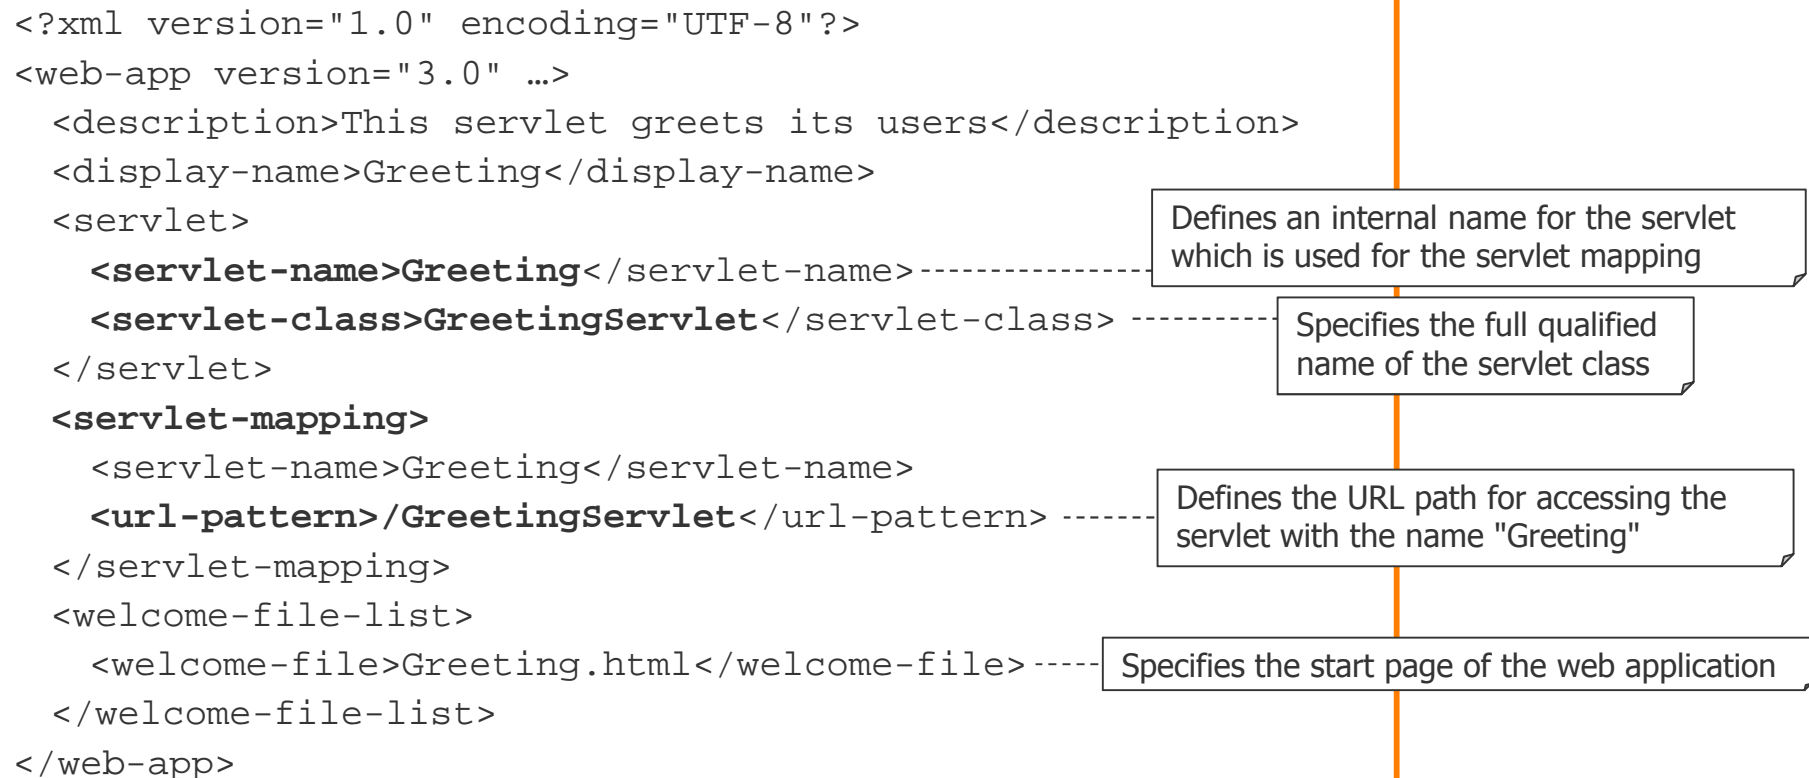 <?xml version="1.0" encoding="UTF-8"?>
<web-app version="3.0" …>
<description>This servlet greets its users</description>
<display-name>Greeting</display-name>
<servlet>
Defines an internal name for the servlet
which is used for the servlet mapping
<servlet-name>Greeting</servlet-name>
<servlet-class>GreetingServlet</servlet-class>
Specifies the full qualified
name of the servlet class
</servlet>
<servlet-mapping>
<servlet-name>Greeting</servlet-name>
<url-pattern>/GreetingServlet</url-pattern>
Defines the URL path for accessing the
servlet with the name "Greeting"
</servlet-mapping>
<welcome-file-list>
<welcome-file>Greeting.html</welcome-file>
Specifies the start page of the web application
</welcome-file-list>
</web-app>